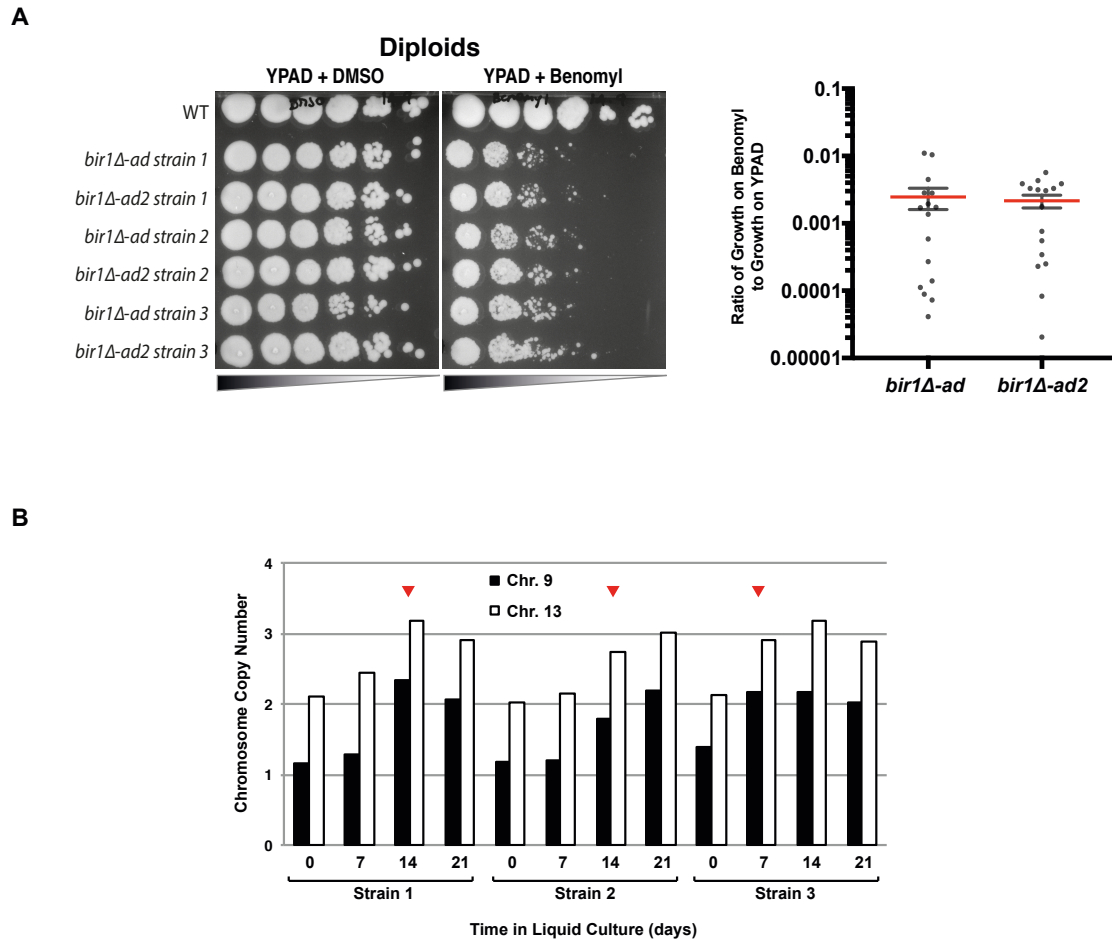 A
Diploids
YPAD + DMSO YPAD + Benomyl
DMSO Benomyl
WT
bir1Δ-ad strain 1
bir1Δ-ad2 strain 1
bir1Δ-ad strain 2
bir1Δ-ad2 strain 2
bir1Δ-ad strain 3
bir1Δ-ad2 strain 3
Ratio of Growth on Benomyl
to Growth on YPAD
0.1
0.01
0.001
0.0001
0.00001
bir1Δ-ad bir1Δ-ad2
B
Chromosome Copy Number
4
3
2
1
0
Chr. 9
Chr. 13
0 7 14 21 0 7 14 21 0 7 14 21
Strain 1 Strain 2 Strain 3
Time in Liquid Culture (days)